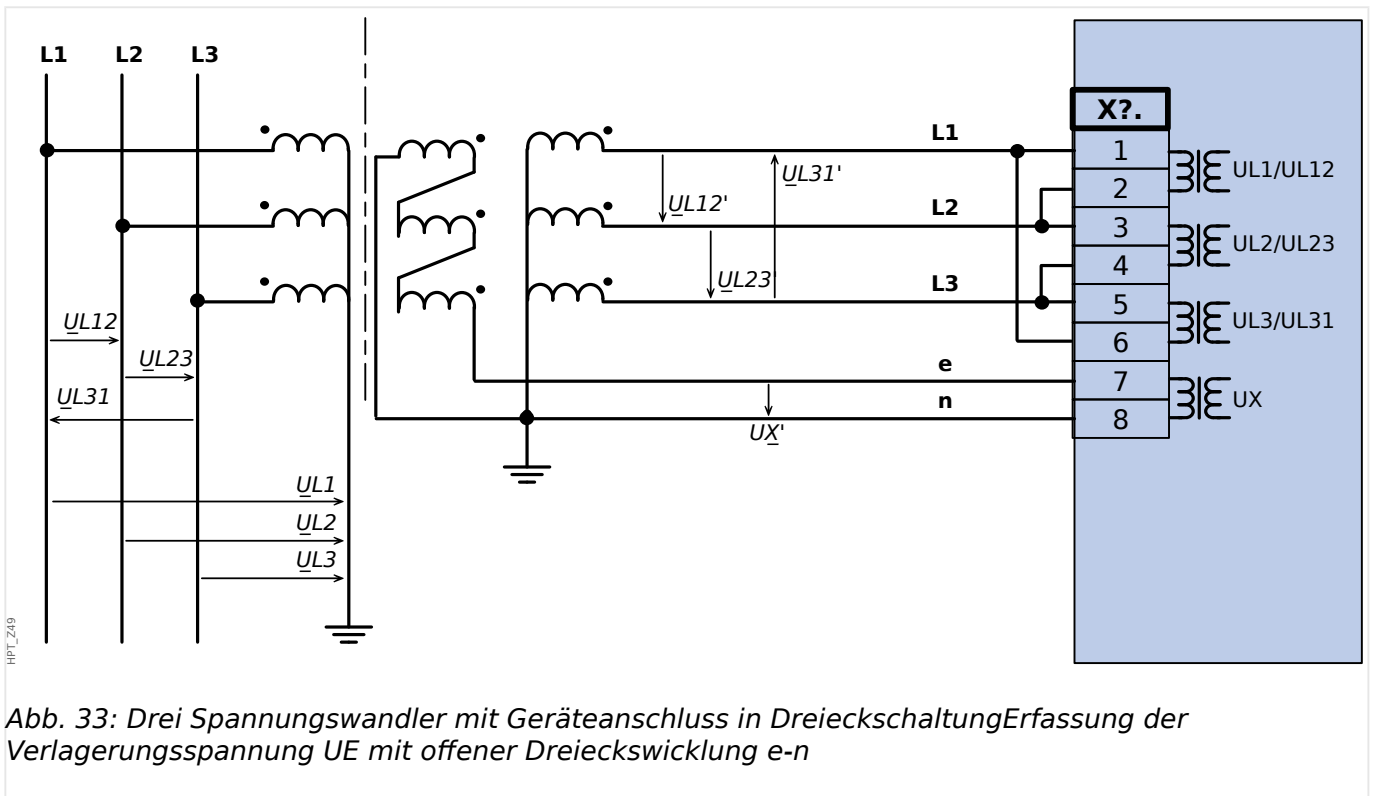 L1 L2 L3
X?.
L1
1
UL31'
UL1/UL12
UL12'
2
L2
3
UL2/UL23
UL23'
4
L3
5
UL3/UL31
UL12
6
UL23
e
7
UL31
n
UX
8
UX'
UL1
UL2
UL3
HPT_Z49
Abb. 33: Drei Spannungswandler mit Geräteanschluss in DreieckschaltungErfassung der
Verlagerungsspannung UE mit offener Dreieckswicklung e-n